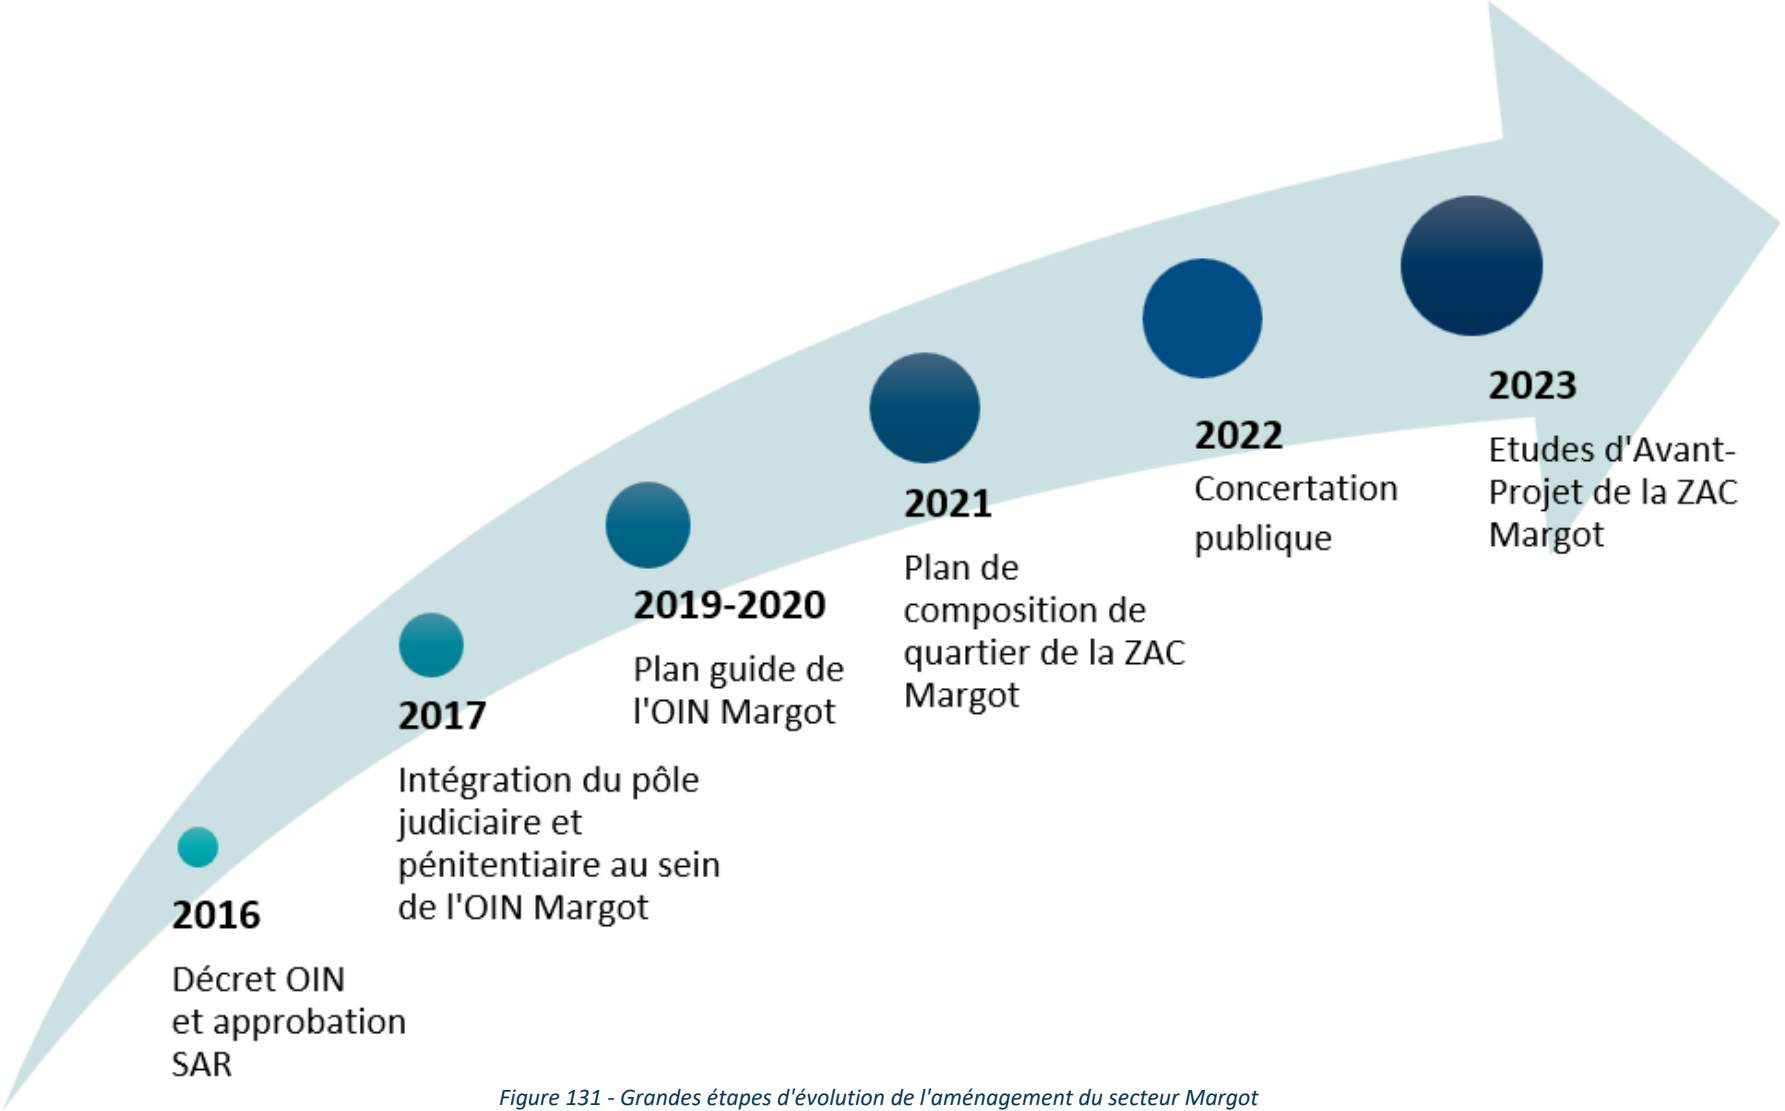 2016
Décret OIN
et approbation
SAR
2017
Intégration du pôle
judiciaire et
pénitentiaire au sein
de l'OIN Margot
2019-2020
Plan guide de
l'OIN Margot
2021
Plan de
composition de
quartier de la ZAC
Margot
2022
Concertation
publique
2023
Etudes d'Avant-
Projet de la ZAC
Margot
Figure 131 - Grandes étapes d'évolution de l'aménagement du secteur Margot